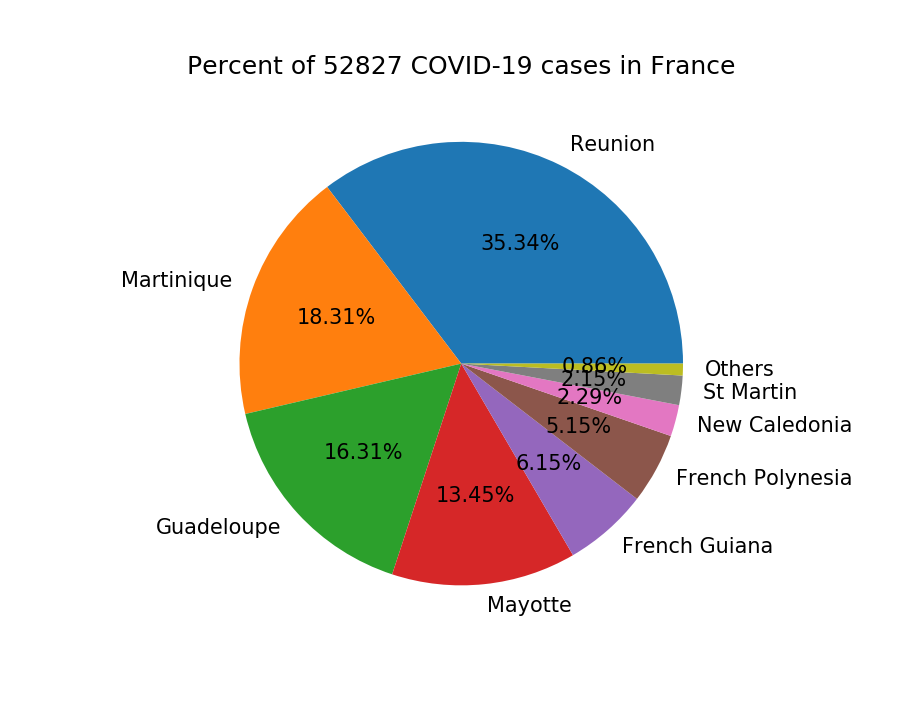 Percent of 52827 COVID-19 cases in France
Reunion
35.34%
Martinique
18.31%
Guadeloupe
16.31%
Mayotte
13.45%
French Guiana
6.15%
French Polynesia
5.15%
New Caledonia
2.29%
St Martin
2.15%
Others
0.86%